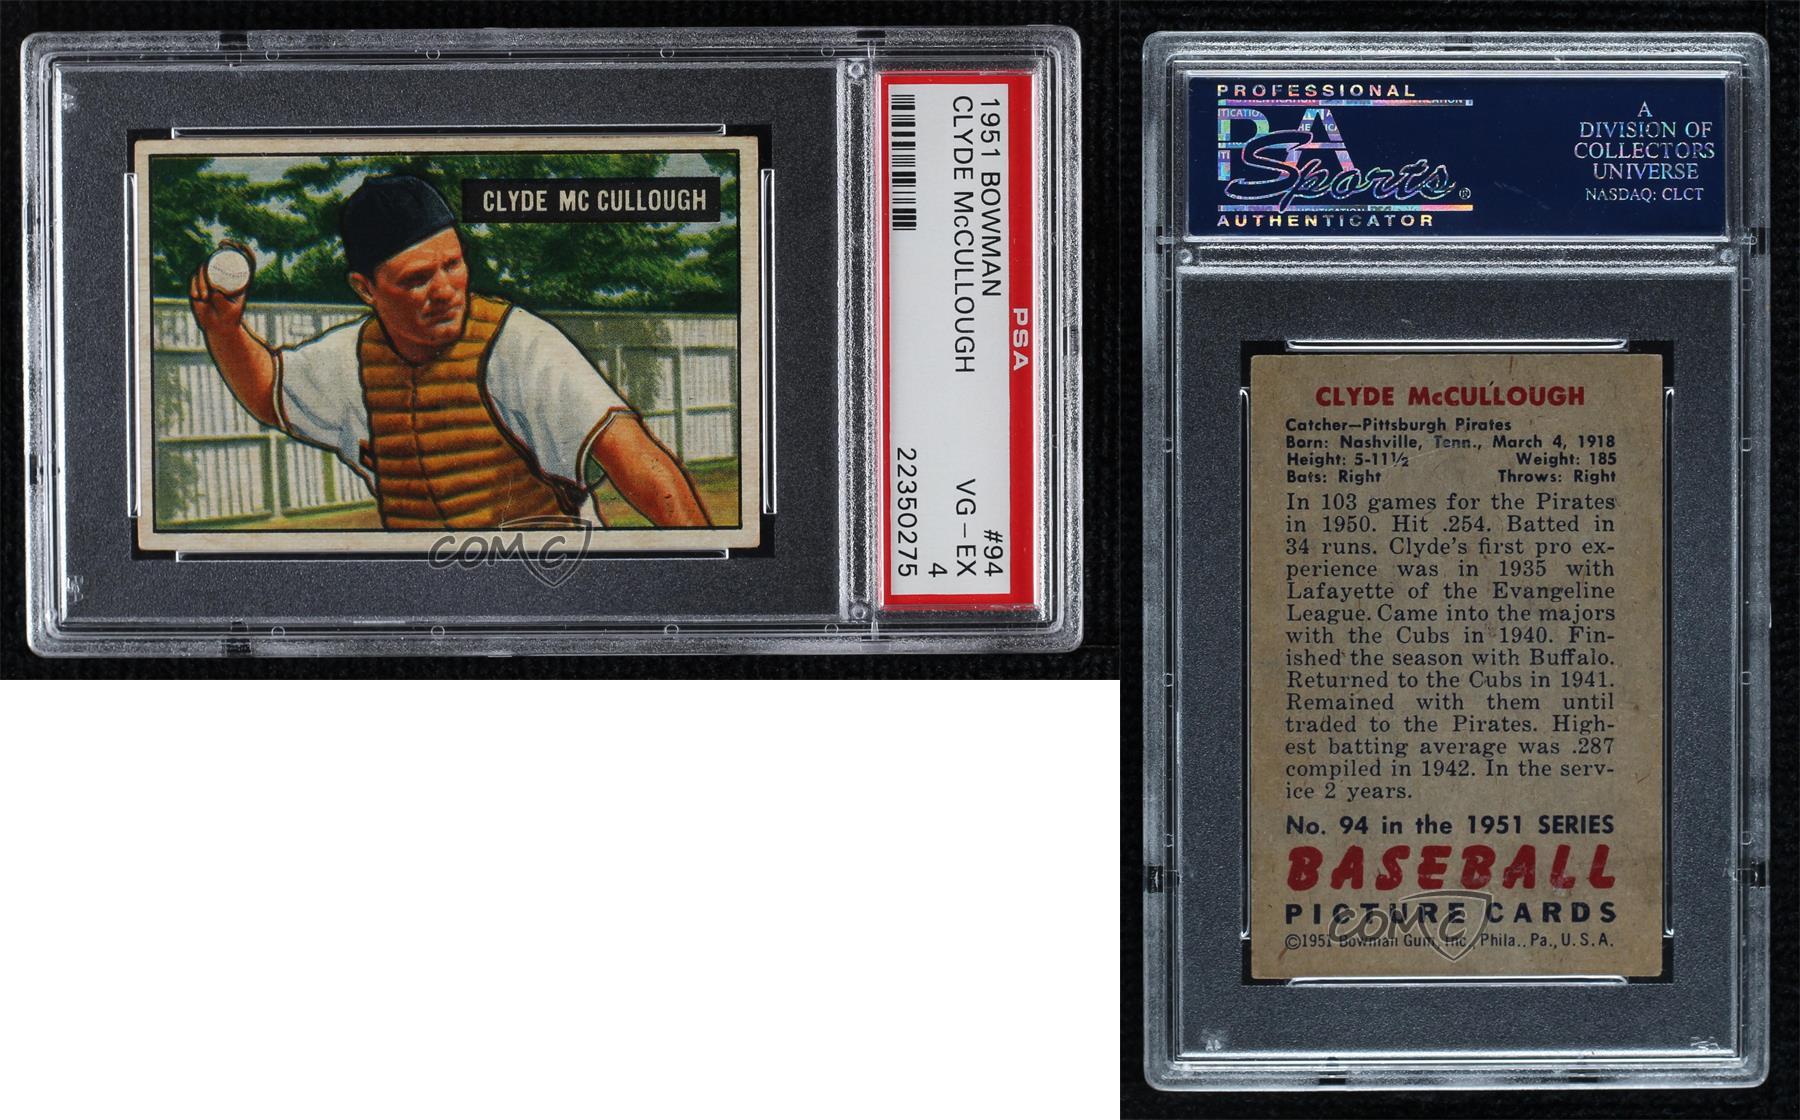 CLYDE MC CULLOUGH
COMC
1951 BOWMAN
CLYDE McCULLOUGH
#94
VG-EX
4
22350275
PSA
PROFESSIONAL
PSA
Sports®
AUTHENTICATOR
A
DIVISION OF
COLLECTORS
UNIVERSE
NASDAQ: CLCT
CLYDE McCULLOUGH
Catcher—Pittsburgh Pirates
Born: Nashville, Tenn., March 4, 1918
Height: 5-11½ Weight: 185
Bats: Right Throws: Right
In 103 games for the Pirates
in 1950. Hit .254. Batted in
34 runs. Clyde's first pro ex-
perience was in 1935 with
Lafayette of the Evangeline
League. Came into the majors
with the Cubs in 1940. Fin-
ished the season with Buffalo.
Returned to the Cubs in 1941.
Remained with them until
traded to the Pirates. High-
est batting average was .287
compiled in 1942. In the serv-
ice 2 years.
No. 94 in the 1951 SERIES
BASEBALL
PICTURE CARDS
©1951 Bowman Gum, Inc., Phila., Pa., U.S.A.
COMC